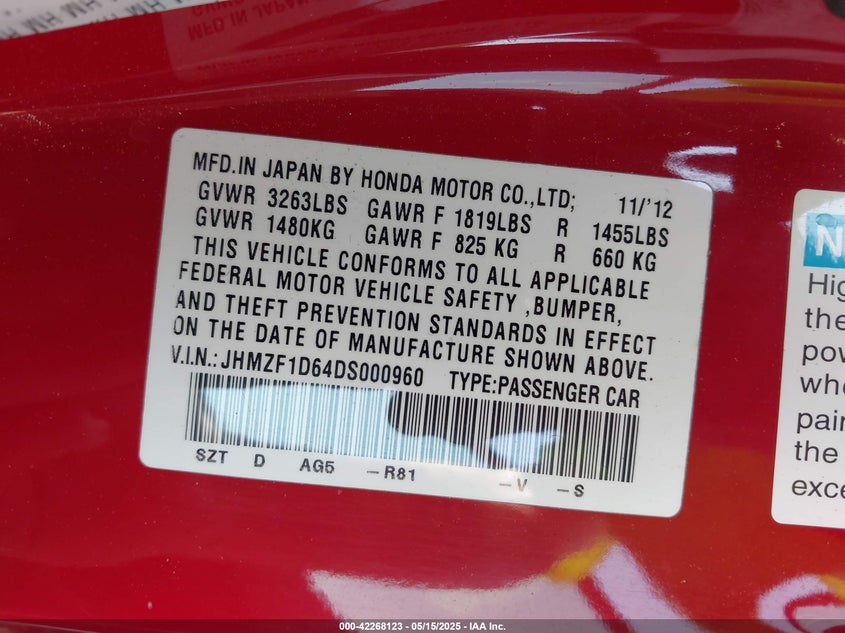 MFD.IN JAPAN BY HONDA MOTOR CO.,LTD; 11/'12
GVWR 3263LBS GAWR F 1819LBS R 1455LBS
GVWR 1480KG GAWR F 825 KG R 660 KG
THIS VEHICLE CONFORMS TO ALL APPLICABLE
FEDERAL MOTOR VEHICLE SAFETY ,BUMPER,
AND THEFT PREVENTION STANDARDS IN EFFECT
ON THE DATE OF MANUFACTURE SHOWN ABOVE.
V.I.N.: JHMZF1D64DS000960 TYPE:PASSENGER CAR
SZT D AG5 –R81 –V –S
the
pow
whe
pain
the
exce
000-42268123 - 05/15/2025 - IAA Inc.